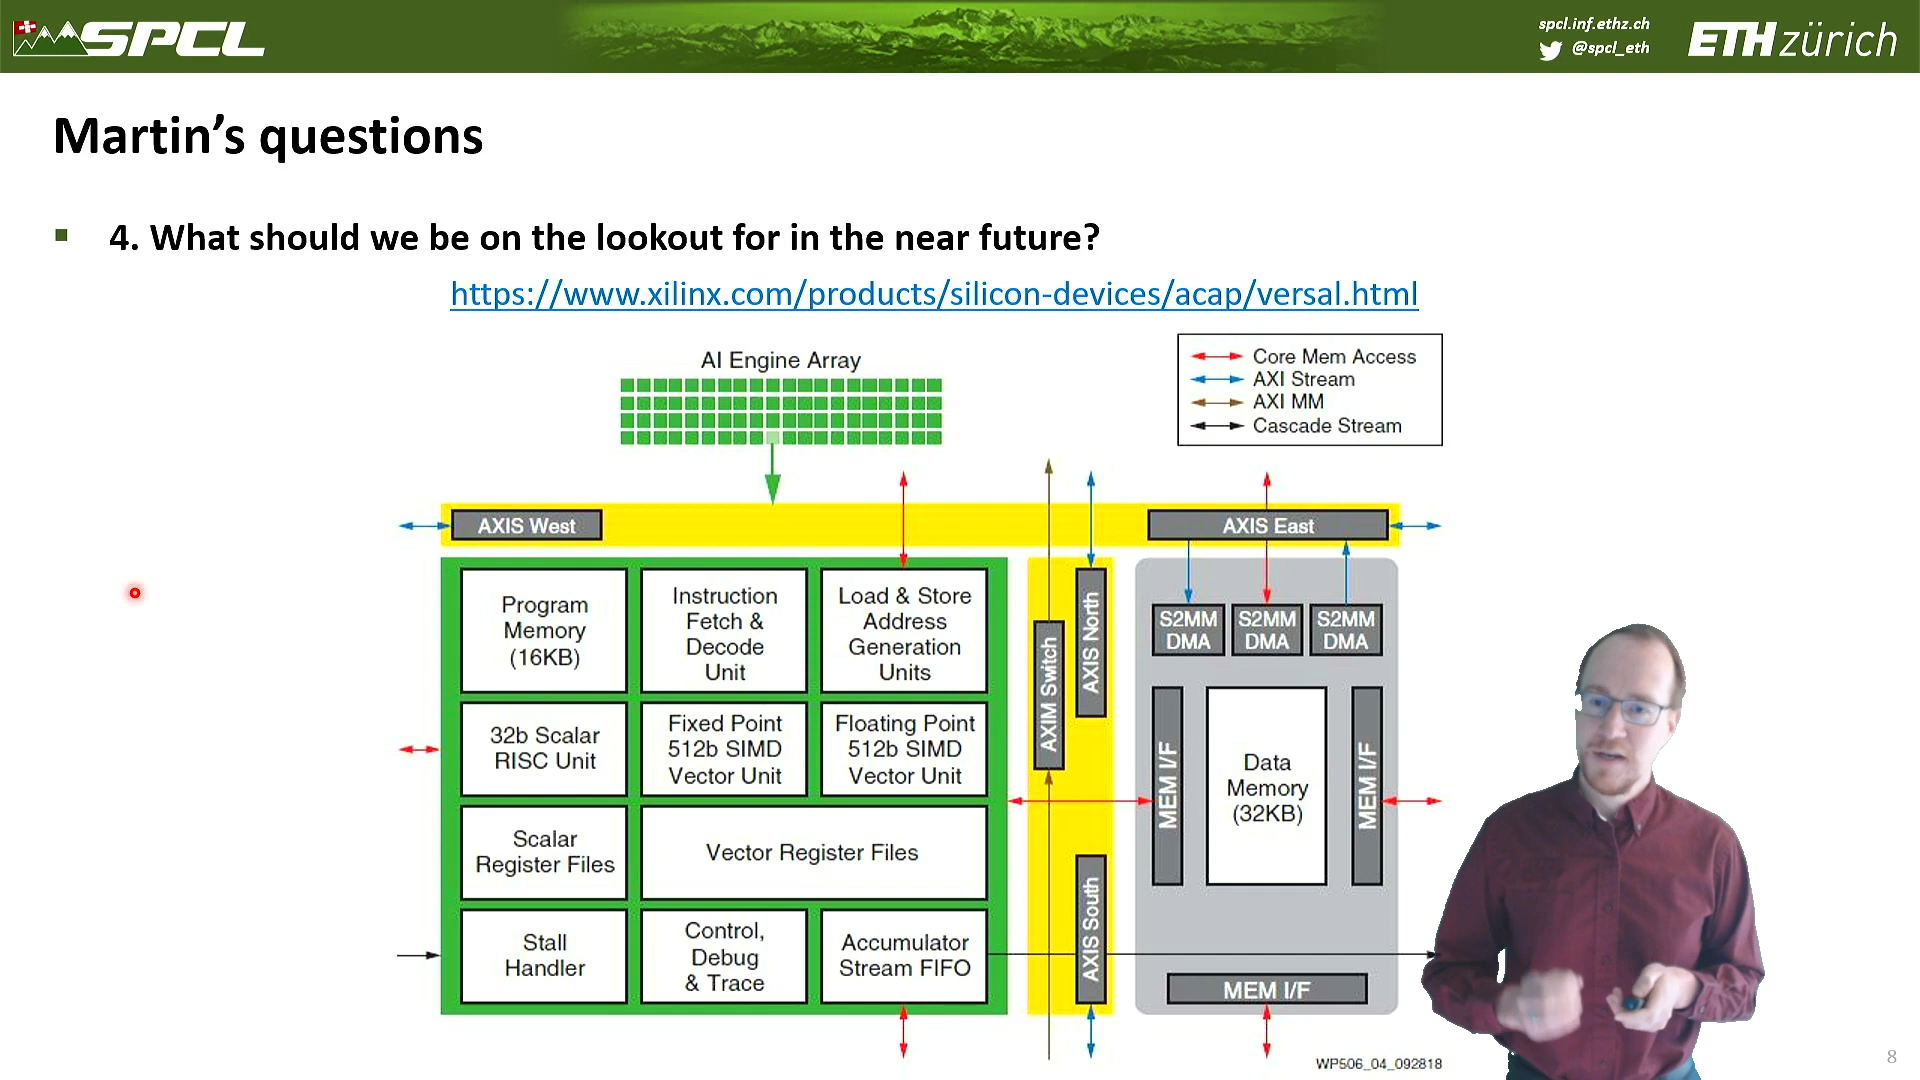 SPCL
spcl.inf.ethz.ch
@spcl_eth
ETH zürich
Martin's questions
4. What should we be on the lookout for in the near future?
https://www.xilinx.com/products/silicon-devices/acap/versal.html
AI Engine Array
Core Mem Access
AXI Stream
AXI MM
Cascade Stream
AXIS West
AXIS East
Program
Memory
(16KB)
Instruction
Fetch &
Decode
Unit
Load & Store
Address
Generation
Units
AXIM Switch
AXIS North
S2MM
DMA
S2MM
DMA
S2MM
DMA
32b Scalar
RISC Unit
Fixed Point
512b SIMD
Vector Unit
Floating Point
512b SIMD
Vector Unit
MEM I/F
Data
Memory
(32KB)
MEM I/F
Scalar
Register Files
Vector Register Files
Stall
Handler
Control,
Debug
& Trace
Accumulator
Stream FIFO
AXIS South
MEM I/F
WP506_04_092818
8